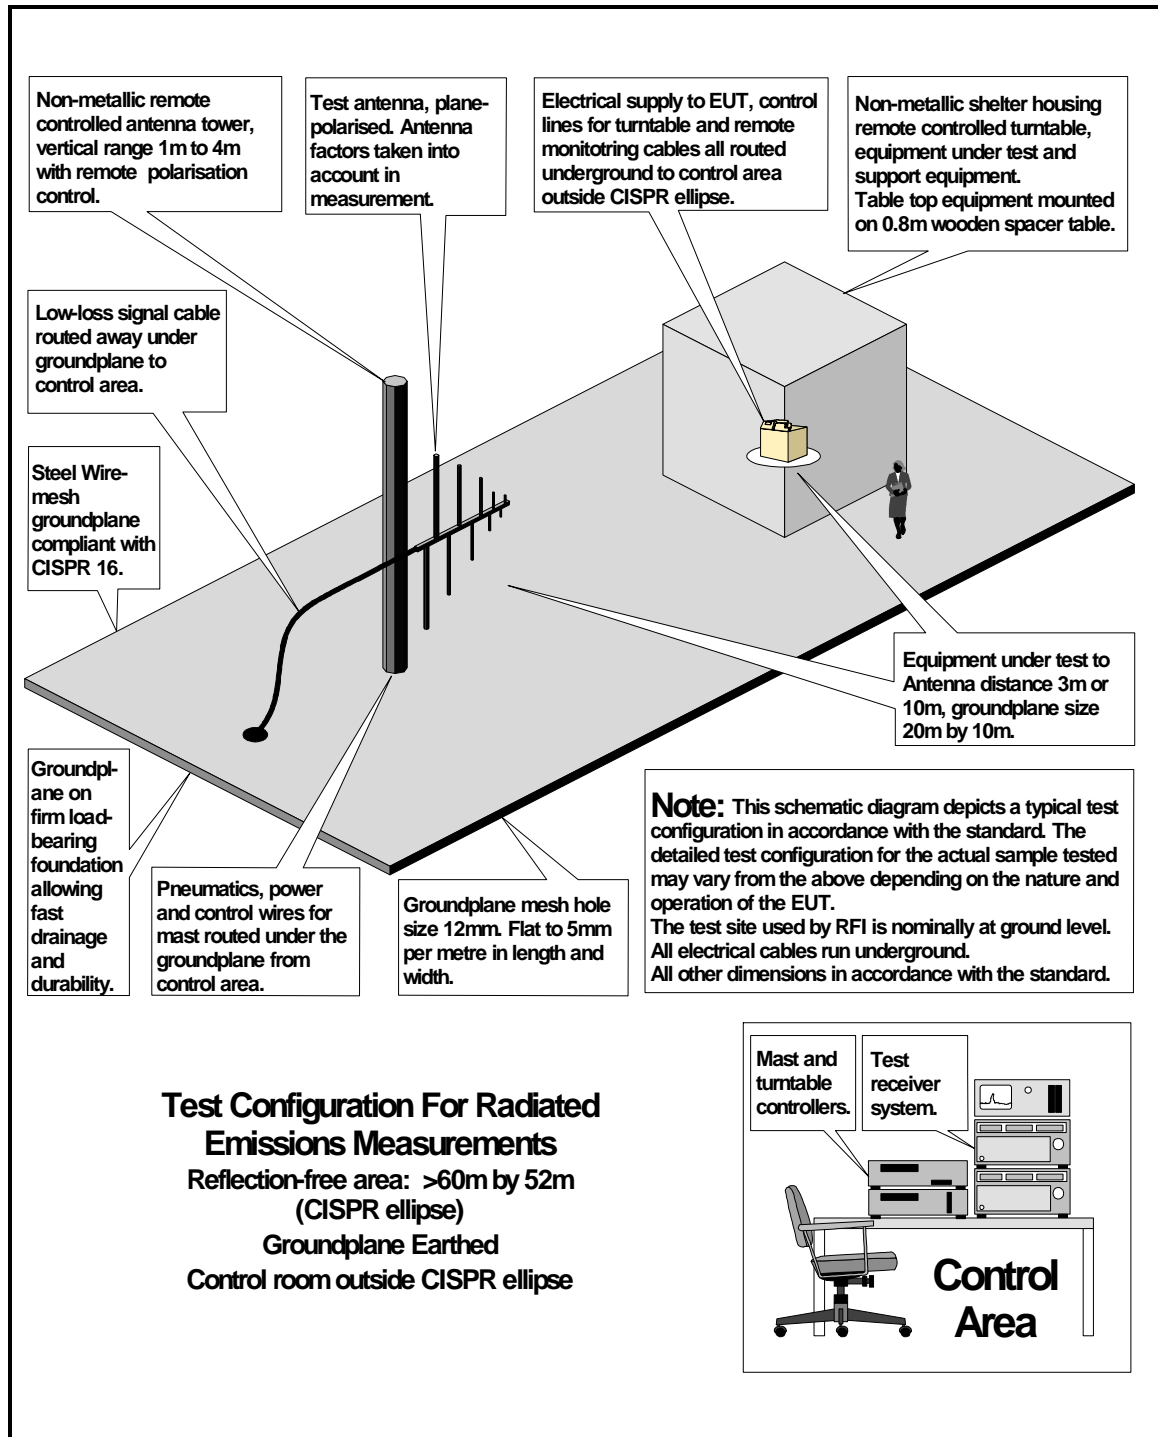 Non-metallic remote
controlled antenna tower,
vertical range 1m to 4m
with remote polarisation
control.
Test antenna, plane-
polarised. Antenna
factors taken into
account in
measurement.
Electrical supply to EUT, control
lines for turntable and remote
monitotring cables all routed
underground to control area
outside CISPR ellipse.
Non-metallic shelter housing
remote controlled turntable,
equipment under test and
support equipment.
Table top equipment mounted
on 0.8m wooden spacer table.
Low-loss signal cable
routed away under
groundplane to
control area.
Steel Wire-
mesh
groundplane
compliant with
CISPR 16.
Equipment under test to
Antenna distance 3m or
10m, groundplane size
20m by 10m.
Groundpl-
ane on
firm load-
bearing
foundation
allowing
fast
drainage
and
durability.
Pneumatics, power
and control wires for
mast routed under the
groundplane from
control area.
Groundplane mesh hole
size 12mm. Flat to 5mm
per metre in length and
width.
Note: This schematic diagram depicts a typical test
configuration in accordance with the standard. The
detailed test configuration for the actual sample tested
may vary from the above depending on the nature and
operation of the EUT.
The test site used by RFI is nominally at ground level.
All electrical cables run underground.
All other dimensions in accordance with the standard.
Test Configuration For Radiated
Emissions Measurements
Reflection-free area: >60m by 52m
(CISPR ellipse)
Groundplane Earthed
Control room outside CISPR ellipse
Mast and
turntable
controllers.
Test
receiver
system.
Control
Area